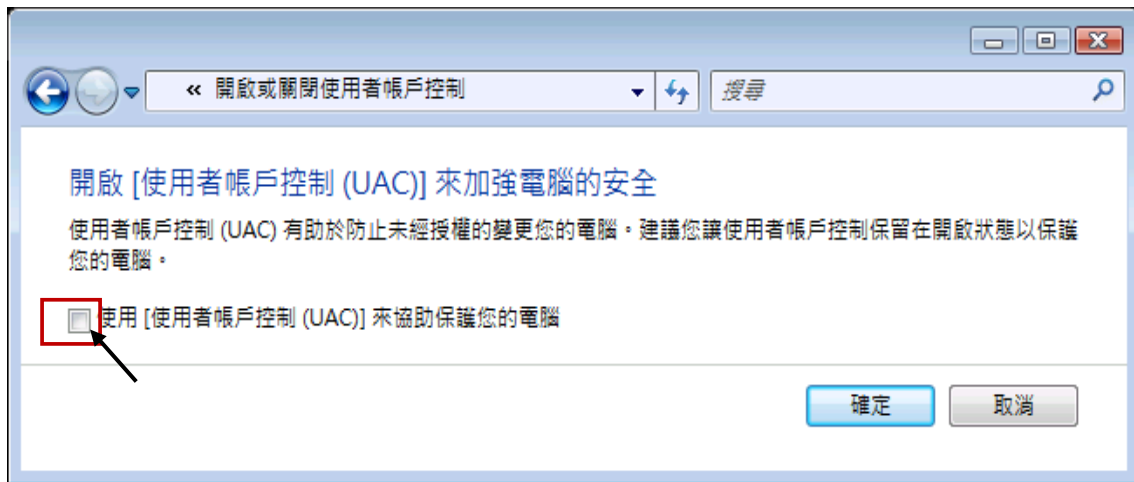 « 開啟或關閉使用者帳戶控制
搜尋
開啟 [使用者帳戶控制 (UAC)] 來加強電腦的安全
使用者帳戶控制 (UAC) 有助於防止未經授權的變更您的電腦。建議您讓使用者帳戶控制保留在開啟狀態以保護
您的電腦。
使用 [使用者帳戶控制 (UAC)] 來協助保護您的電腦
確定
取消